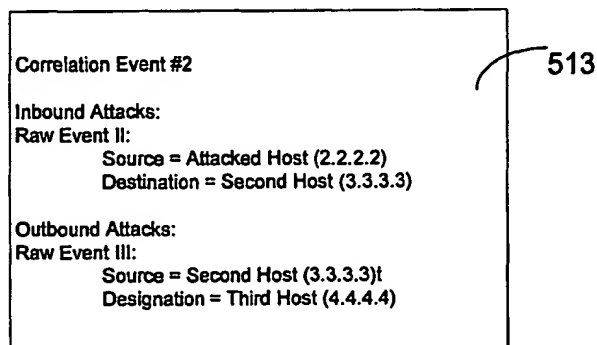 Correlation Event #2
513
Inbound Attacks:
Raw Event II:
Source = Attacked Host (2.2.2.2)
Destination = Second Host (3.3.3.3)
Outbound Attacks:
Raw Event III:
Source = Second Host (3.3.3.3)t
Designation = Third Host (4.4.4.4)